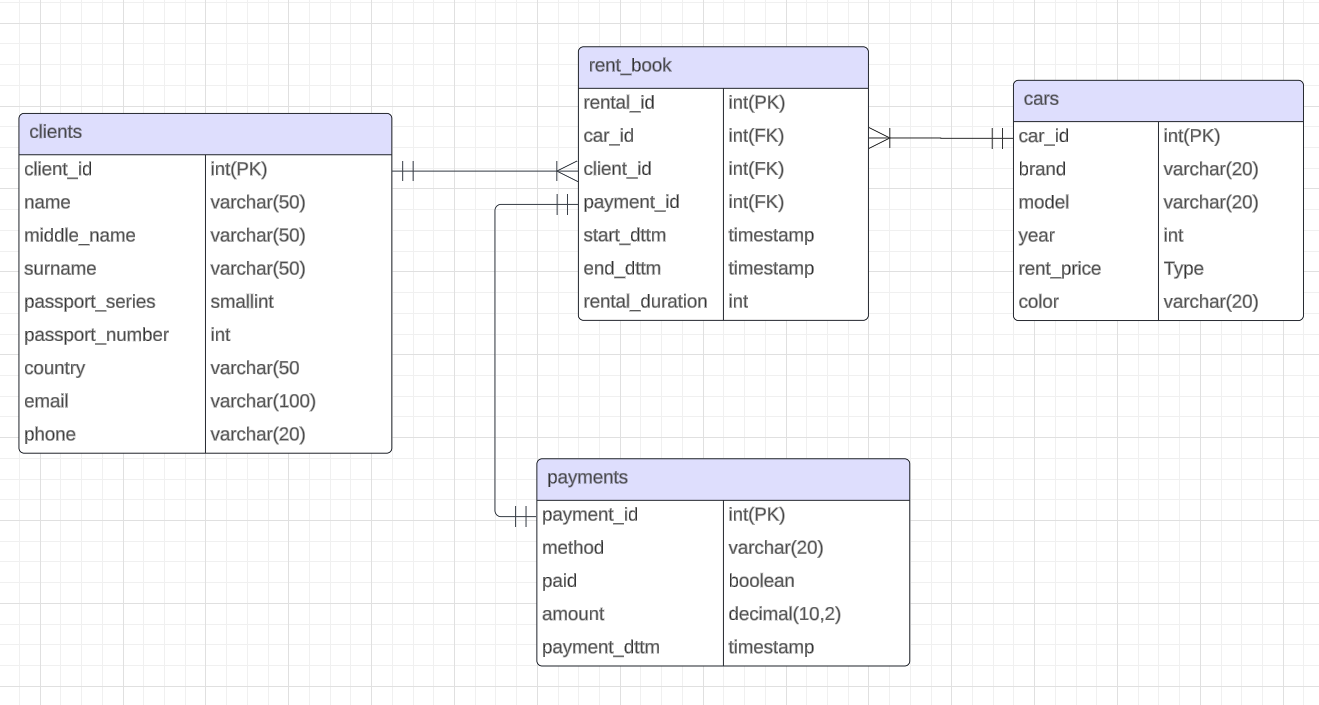 clients
client_id int(PK)
name varchar(50)
middle_name varchar(50)
surname varchar(50)
passport_series smallint
passport_number int
country varchar(50
email varchar(100)
phone varchar(20)
rent_book
rental_id int(PK)
car_id int(FK)
client_id int(FK)
payment_id int(FK)
start_dttm timestamp
end_dttm timestamp
rental_duration int
cars
car_id int(PK)
brand varchar(20)
model varchar(20)
year int
rent_price Type
color varchar(20)
payments
payment_id int(PK)
method varchar(20)
paid boolean
amount decimal(10,2)
payment_dttm timestamp